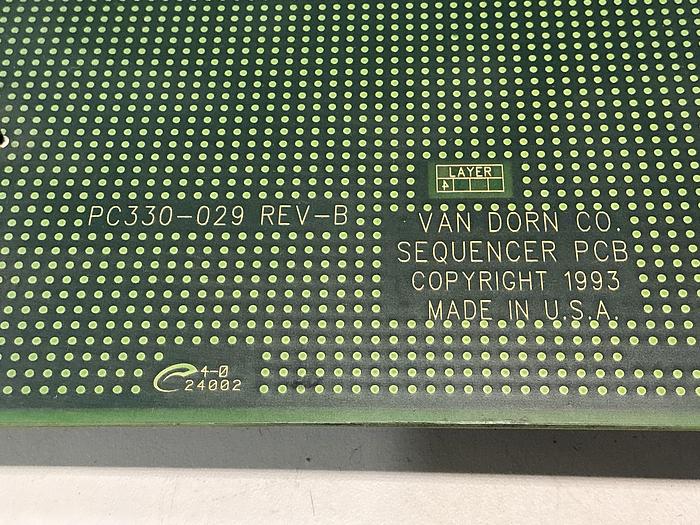 LAYER
4
PC330-029 REV-B
VAN DORN CO.
SEQUENCER PCB
COPYRIGHT 1993
MADE IN U.S.A.
4-0
24002